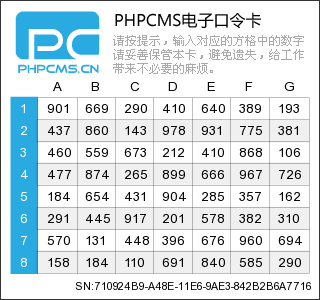 PHPCMS电子口令卡
PC
PHPCMS.CN
请按提示，输入对应的方格中的数字
请妥善保管本卡，避免遗失，给工作
带来不必要的麻烦。
A B C D E F G
1 901 669 290 410 640 389 193
2 437 860 143 978 931 775 381
3 460 559 673 212 410 868 106
4 477 874 265 899 666 967 726
5 184 654 431 904 285 357 162
6 291 445 917 201 578 382 310
7 570 131 448 396 676 960 694
8 158 184 110 691 840 585 290
SN:710924B9-A48E-11E6-9AE3-842B2B6A7716